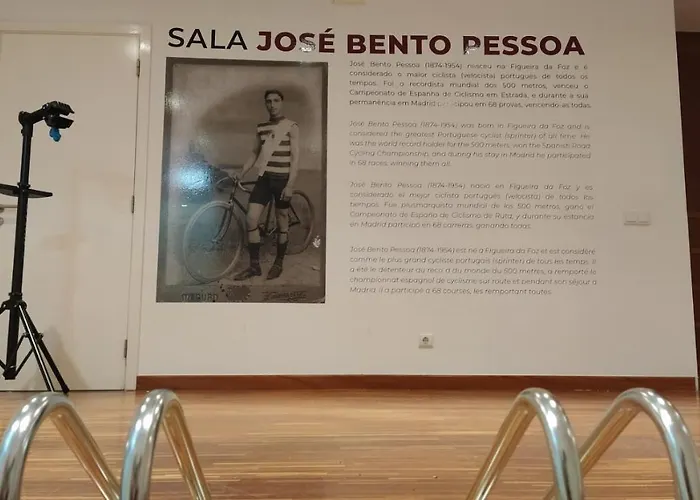 SALA JOSÉ BENTO PESSOA
José Bento Pessoa (1874-1954) nasceu na Figueira da Foz e é
considerado o maior ciclista (velocista) português de todos os
tempos. Foi o recordista mundial dos 500 metros, venceu o
Campeonato de Espanha de Ciclismo em Estrada, e durante a sua
permanência em Madrid participou em 68 provas, vencendo-as todas.
José Bento Pessoa (1874-1954) was born in Figueira da Foz and is
considered the greatest Portuguese cyclist (sprinter) of all time. He
was the world record holder for the 500 meters, won the Spanish Road
Cycling Championship, and during his stay in Madrid he participated
in 68 races, winning them all.
José Bento Pessoa (1874-1954) nació en Figueira da Foz y es
considerado el mayor ciclista (velocista) de todos los
tiempos. Fue plusmarquista mundial de los 500 metros, ganó el
Campeonato de España de Ciclismo de Ruta, y durante su estancia
en Madrid participó en 68 carreras, ganando todas.
José Bento Pessoa (1874-1954) est né à Figueira da Foz et est considéré
comme le plus grand cycliste portugais (sprinter) de tous les temps. Il
a été le détenteur du record du monde du 500 mètres, a remporté le
championnat espagnol de cyclisme sur route et pendant son séjour à
Madrid, il a participé à 68 courses, les remportant toutes.